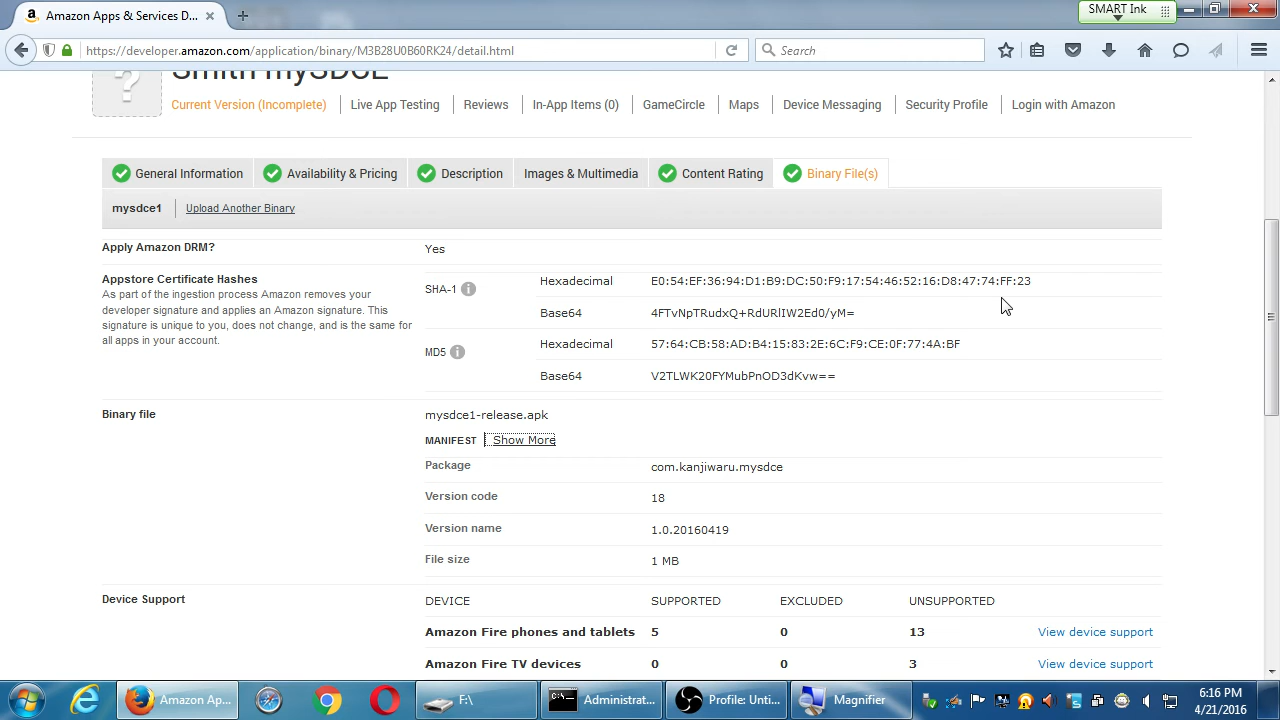 Amazon Apps & Services D...
SMART Ink
https://developer.amazon.com/application/binary/M3B28U0B60RK24/detail.html
Search
Smith mySDCE
Current Version (Incomplete)
Live App Testing
Reviews
In-App Items (0)
GameCircle
Maps
Device Messaging
Security Profile
Login with Amazon
General Information
Availability & Pricing
Description
Images & Multimedia
Content Rating
Binary File(s)
mysdce1
Upload Another Binary
Apply Amazon DRM?
Yes
Appstore Certificate Hashes
As part of the ingestion process Amazon removes your
developer signature and applies an Amazon signature. This
signature is unique to you, does not change, and is the same for
all apps in your account.
SHA-1
Hexadecimal
E0:54:EF:36:94:D1:B9:DC:50:F9:17:54:46:52:16:D8:47:74:FF:23
Base64
4FTvNpTRudxQ+RdURlIW2Ed0/yM=
MD5
Hexadecimal
57:64:CB:58:AD:B4:15:83:2E:6C:F9:CE:0F:77:4A:BF
Base64
V2TLWK20FYMubPnOD3dKvw==
Binary file
mysdce1-release.apk
MANIFEST
Show More
Package
com.kanjiwaru.mysdce
Version code
18
Version name
1.0.20160419
File size
1 MB
Device Support
DEVICE
SUPPORTED
EXCLUDED
UNSUPPORTED
Amazon Fire phones and tablets
5
0
13
View device support
Amazon Fire TV devices
0
0
3
View device support
Amazon Ap...
F:\
Administrat...
Profile: Unti...
Magnifier
6:16 PM
4/21/2016